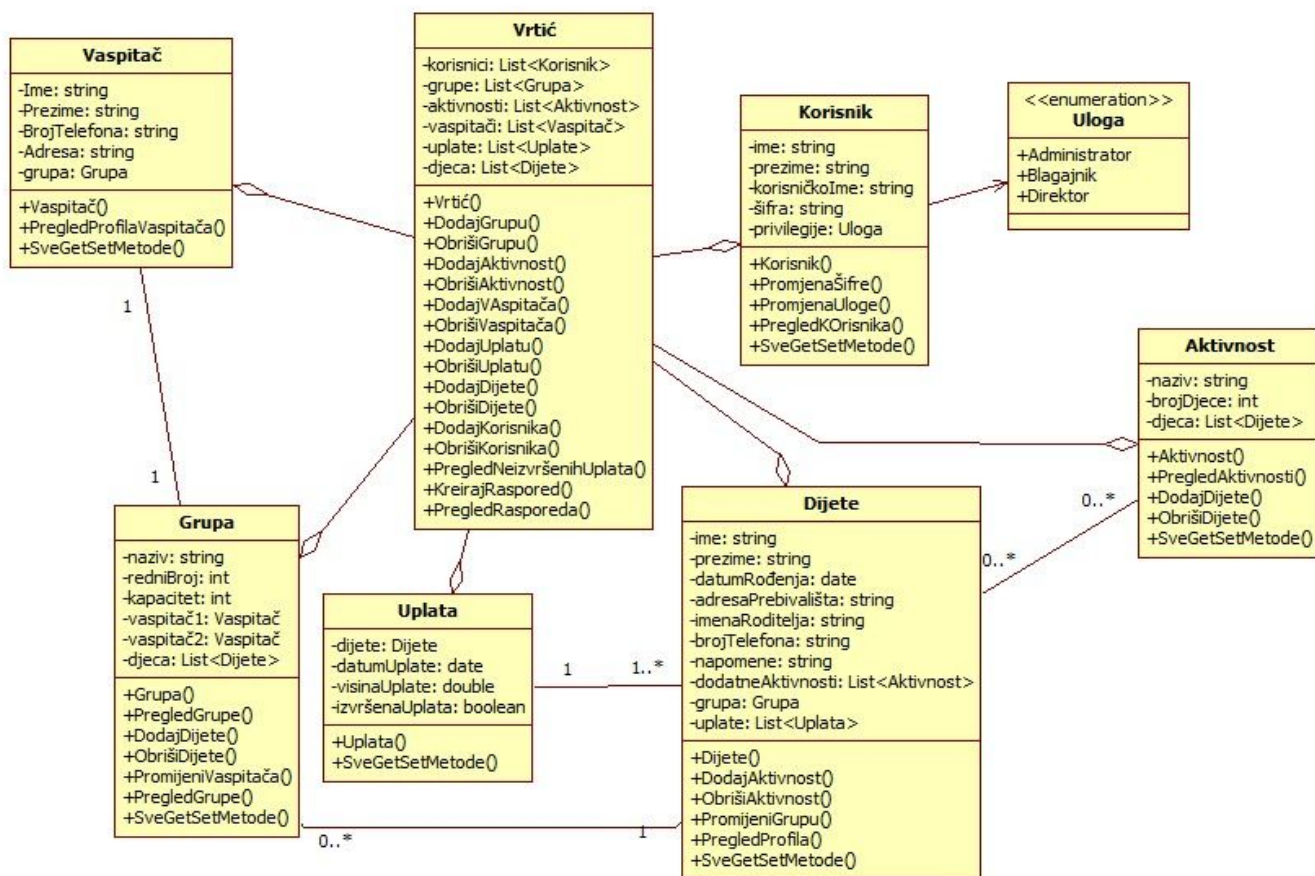 Vaspitač
-Ime: string
-Prezime: string
-BrojTelefona: string
-Adresa: string
-grupa: Grupa
+Vaspitač()
+PregledProfilaVaspitača()
+SveGetSetMetode()
Vrtić
-korisnici: List<Korisnik>
-grupe: List<Grupa>
-aktivnosti: List<Aktivnost>
-vaspitači: List<Vaspitač>
-uplate: List<Uplate>
-djeca: List<Dijete>
+Vrtić()
+DodajGrupu()
+ObrišiGrupu()
+DodajAktivnost()
+ObrišiAktivnost()
+DodajVAspitača()
+ObrišiVaspitača()
+DodajUplatu()
+ObrišiUplatu()
+DodajDijete()
+ObrišiDijete()
+DodajKorisnika()
+ObrišiKorisnika()
+PregledNeizvršenihUplata()
+KreirajRaspored()
+PregledRasporeda()
Korisnik
-ime: string
-prezime: string
-korisničkoIme: string
-šifra: string
-privilegije: Uloga
+Korisnik()
+PromjenaŠifre()
+PromjenaUloge()
+PregledKOrisnika()
+SveGetSetMetode()
<<enumeration>>
Uloga
+Administrator
+Blagajnik
+Direktor
Aktivnost
-naziv: string
-brojDjece: int
-djeca: List<Dijete>
+Aktivnost()
+PregledAktivnosti()
+DodajDijete()
+ObrišiDijete()
+SveGetSetMetode()
1
1
Grupa
-naziv: string
-redniBroj: int
-kapacitet: int
-vaspitač1: Vaspitač
-vaspitač2: Vaspitač
-djeca: List<Dijete>
+Grupa()
+PregledGrupe()
+DodajDijete()
+ObrišiDijete()
+PromijeniVaspitača()
+PregledGrupe()
+SveGetSetMetode()
Uplata
-dijete: Dijete
-datumUplate: date
-visinaUplate: double
-izvršenaUplata: boolean
+Uplata()
+SveGetSetMetode()
1
1..*
Dijete
-ime: string
-prezime: string
-datumRođenja: date
-adresaPrebivališta: string
-imenaRoditelja: string
-brojTelefona: string
-napomene: string
-dodatneAktivnosti: List<Aktivnost>
-grupa: Grupa
-uplate: List<Uplata>
+Dijete()
+DodajAktivnost()
+ObrišiAktivnost()
+PromijeniGrupu()
+PregledProfila()
+SveGetSetMetode()
0..*
0..*
0..*
1